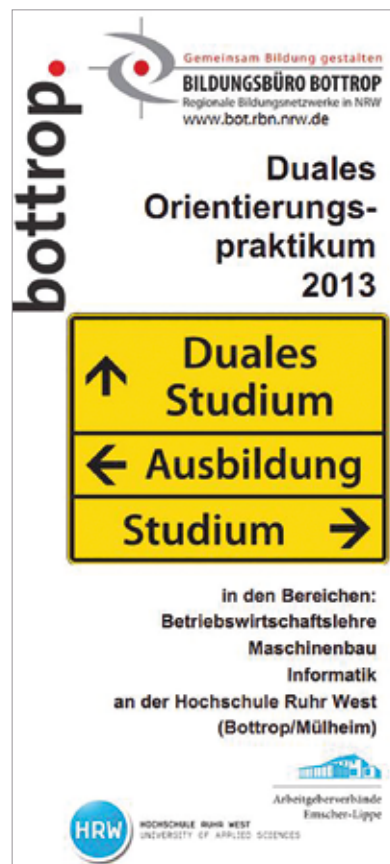 bottrop.
Gemeinsam Bildung gestalten
BILDUNGSBÜRO BOTTROP
Regionale Bildungsnetzwerke in NRW
www.bot.rbn.nrw.de
Duales
Orientierungs-
praktikum
2013
Duales
Studium
Ausbildung
Studium
in den Bereichen:
Betriebswirtschaftslehre
Maschinenbau
Informatik
an der Hochschule Ruhr West
(Bottrop/Mülheim)
Arbeitgeberverbände
Emscher-Lippe
HRW
HOCHSCHULE RUHR WEST
UNIVERSITY OF APPLIED SCIENCES